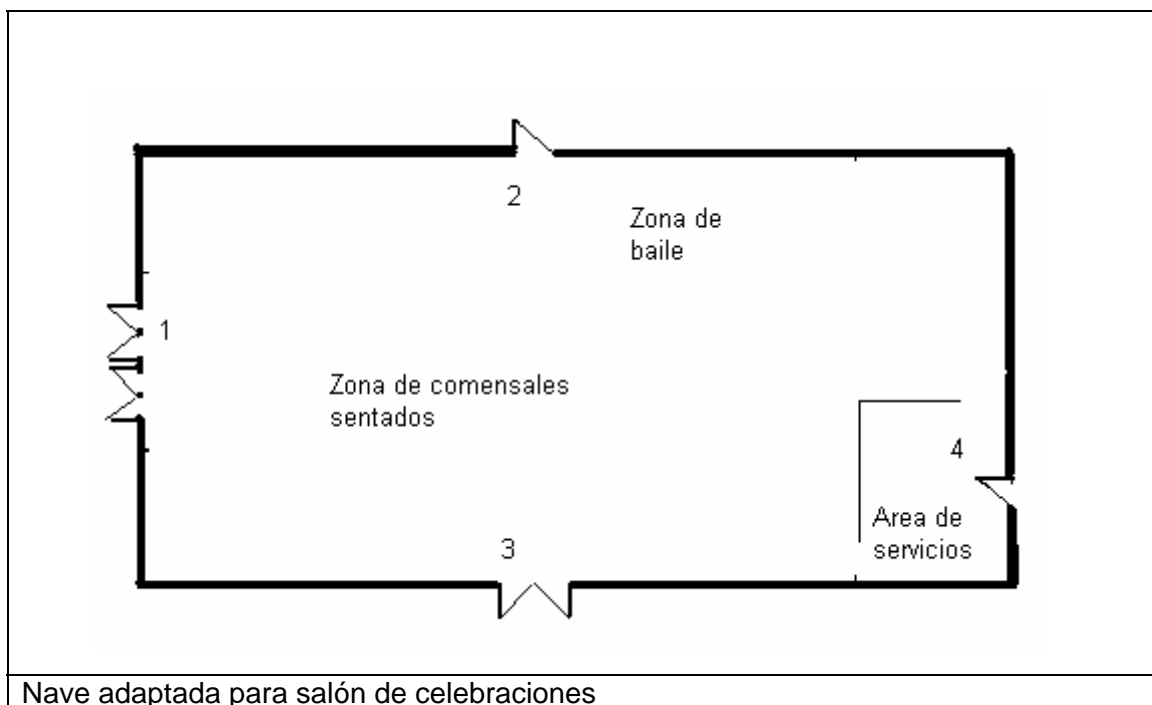 2
Zona de
baile
1
Zona de comensales
sentados
4
3
Area de
servicios
Nave adaptada para salón de celebraciones